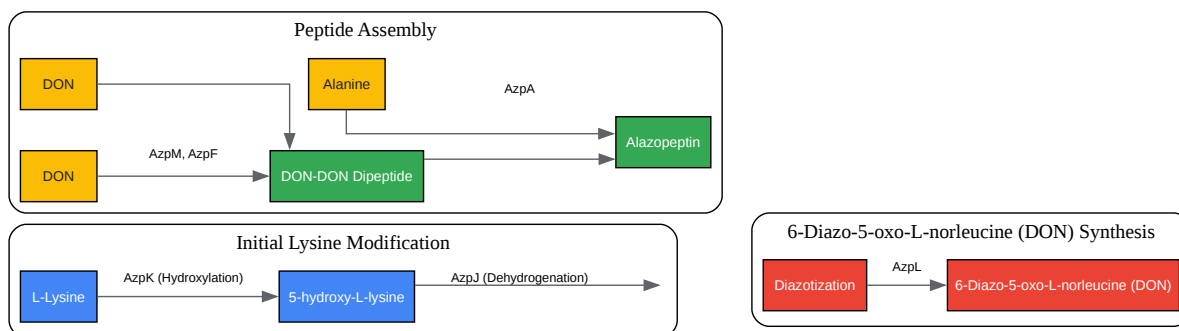 Peptide Assembly
DON
Alanine
AzpA
Alazopeptin
DON
AzpM, AzpF
DON-DON Dipeptide
Initial Lysine Modification
L-Lysine
AzpK (Hydroxylation)
5-hydroxy-L-lysine
AzpJ (Dehydrogenation)
6-Diazo-5-oxo-L-norleucine (DON) Synthesis
Diazotization
AzpL
6-Diazo-5-oxo-L-norleucine (DON)